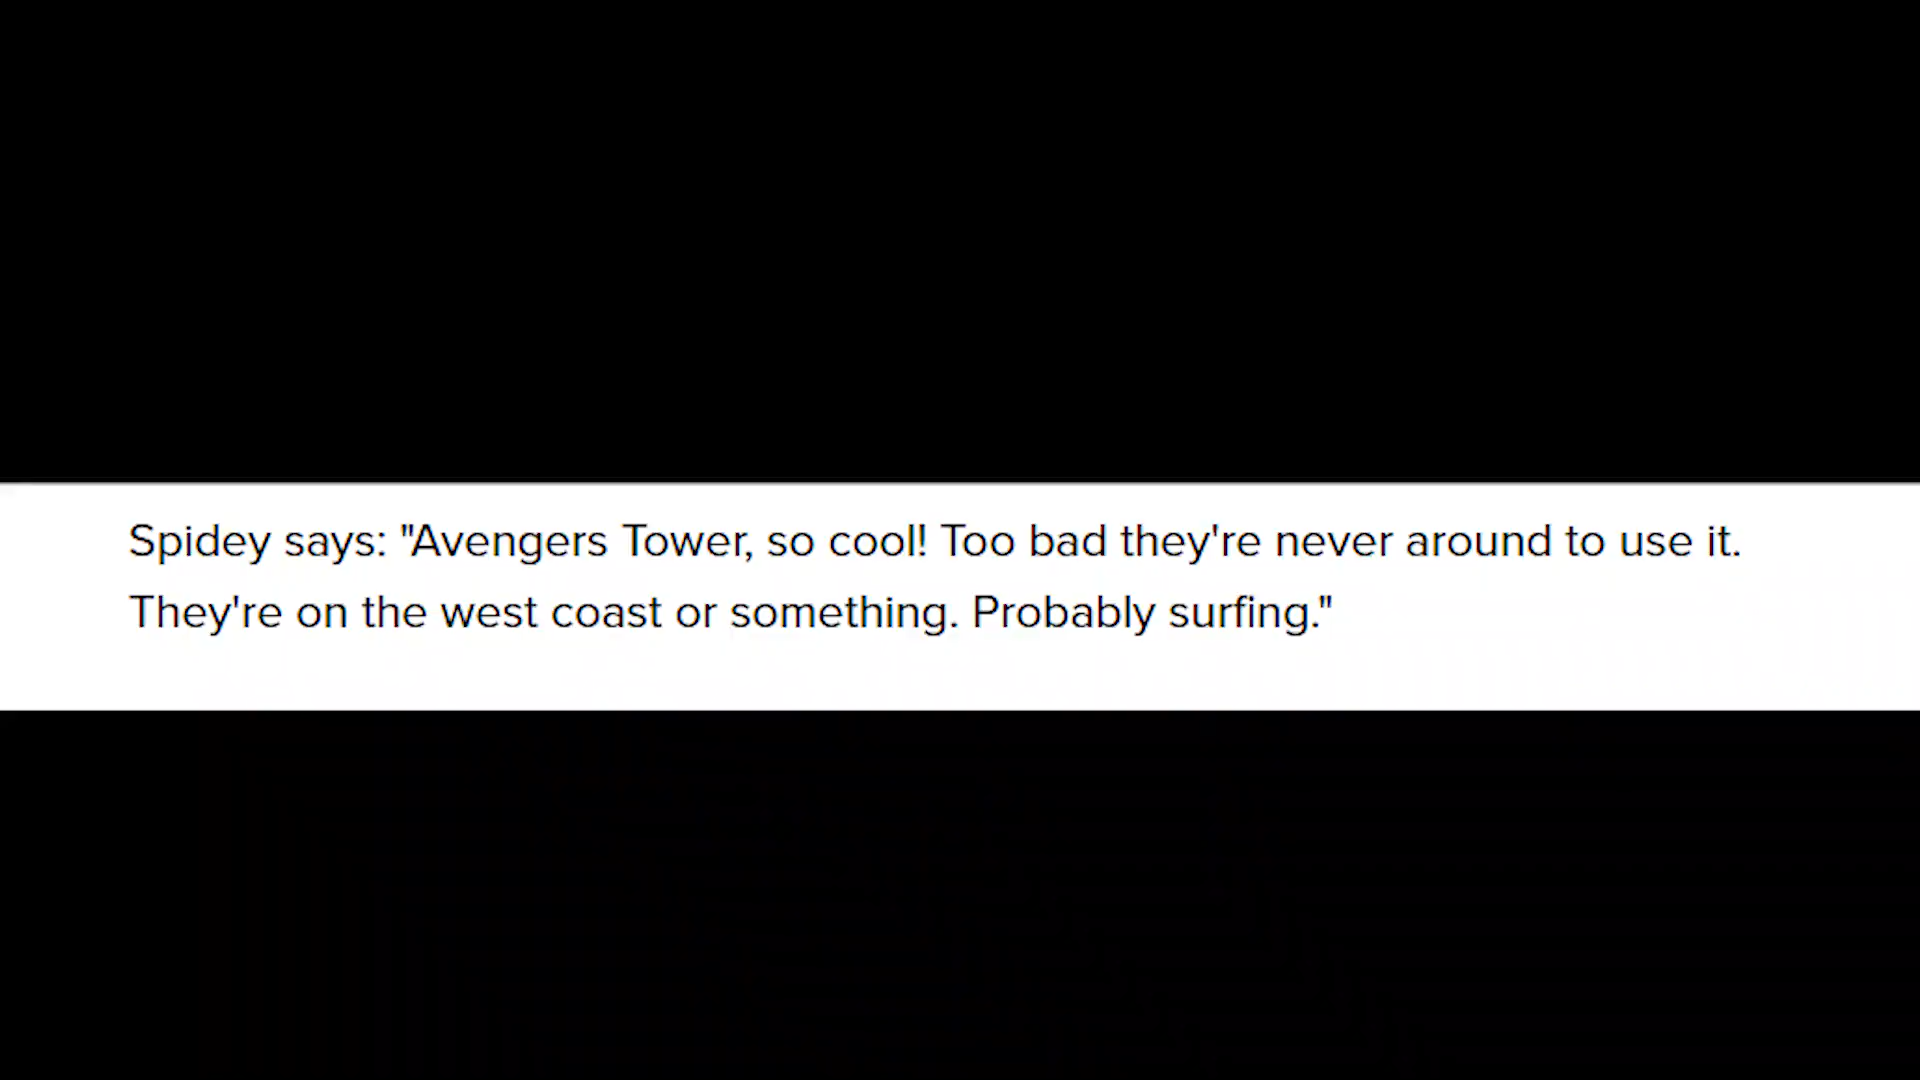 Spidey says: "Avengers Tower, so cool! Too bad they're never around to use it.
They're on the west coast or something. Probably surfing."